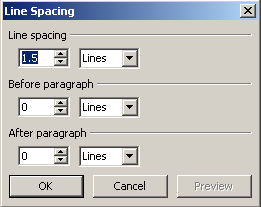 Line Spacing
Line spacing
1.5 Lines
Before paragraph
0 Lines
After paragraph
0 Lines
OK Cancel Preview